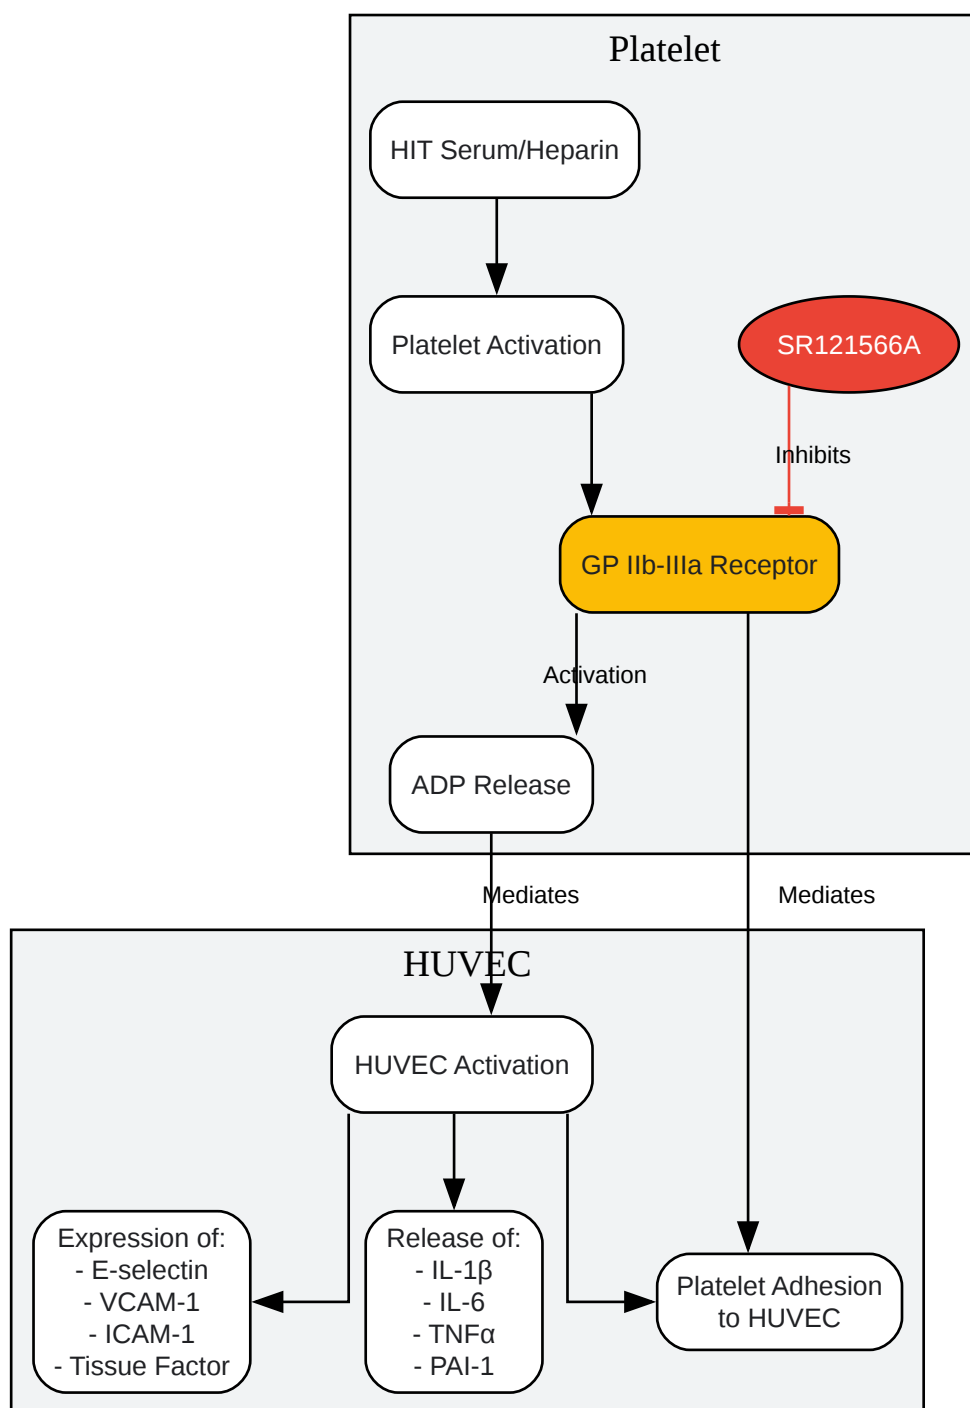 Platelet
HIT Serum/Heparin
Platelet Activation
SR121566A
Inhibits
GP IIb-IIIa Receptor
Activation
ADP Release
Mediates
Mediates
HUVEC
HUVEC Activation
Expression of:
- E-selectin
- VCAM-1
- ICAM-1
- Tissue Factor
Release of:
- IL-1β
- IL-6
- TNFα
- PAI-1
Platelet Adhesion
to HUVEC